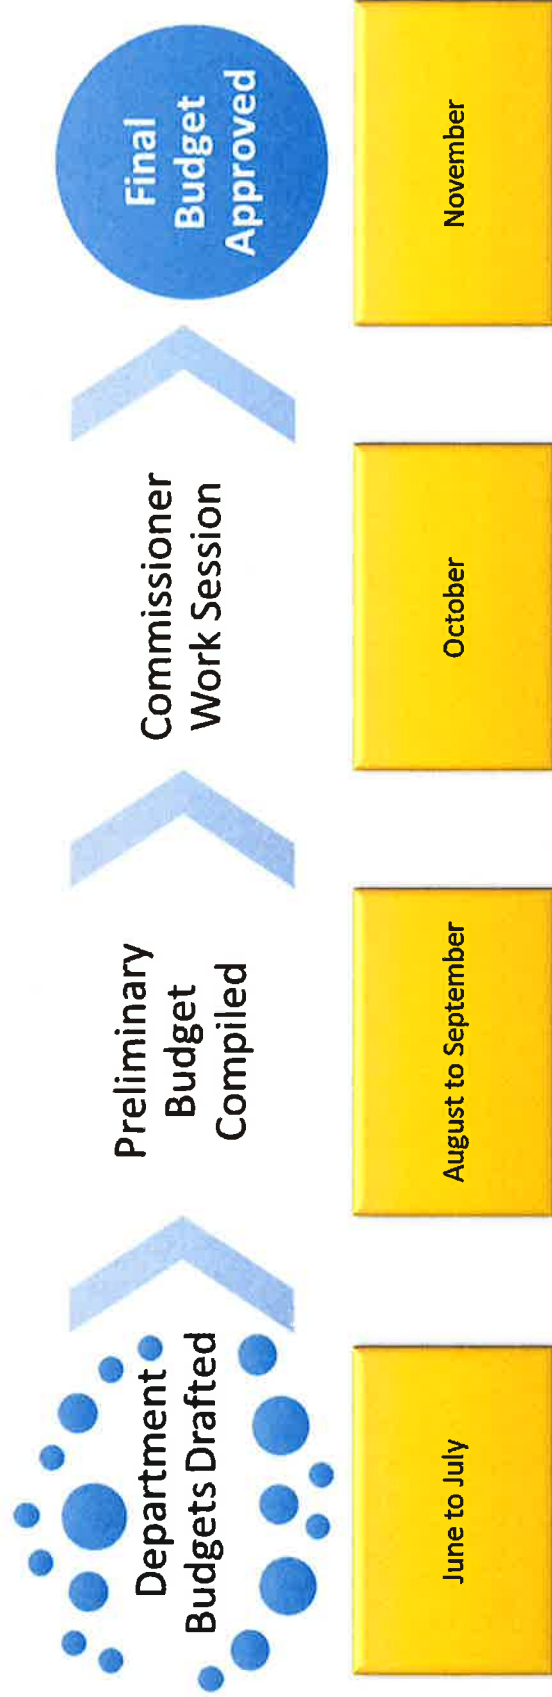 Department
Budgets Drafted
Preliminary
Budget
Compiled
Commissioner
Work Session
Final
Budget
Approved
June to July
August to September
October
November